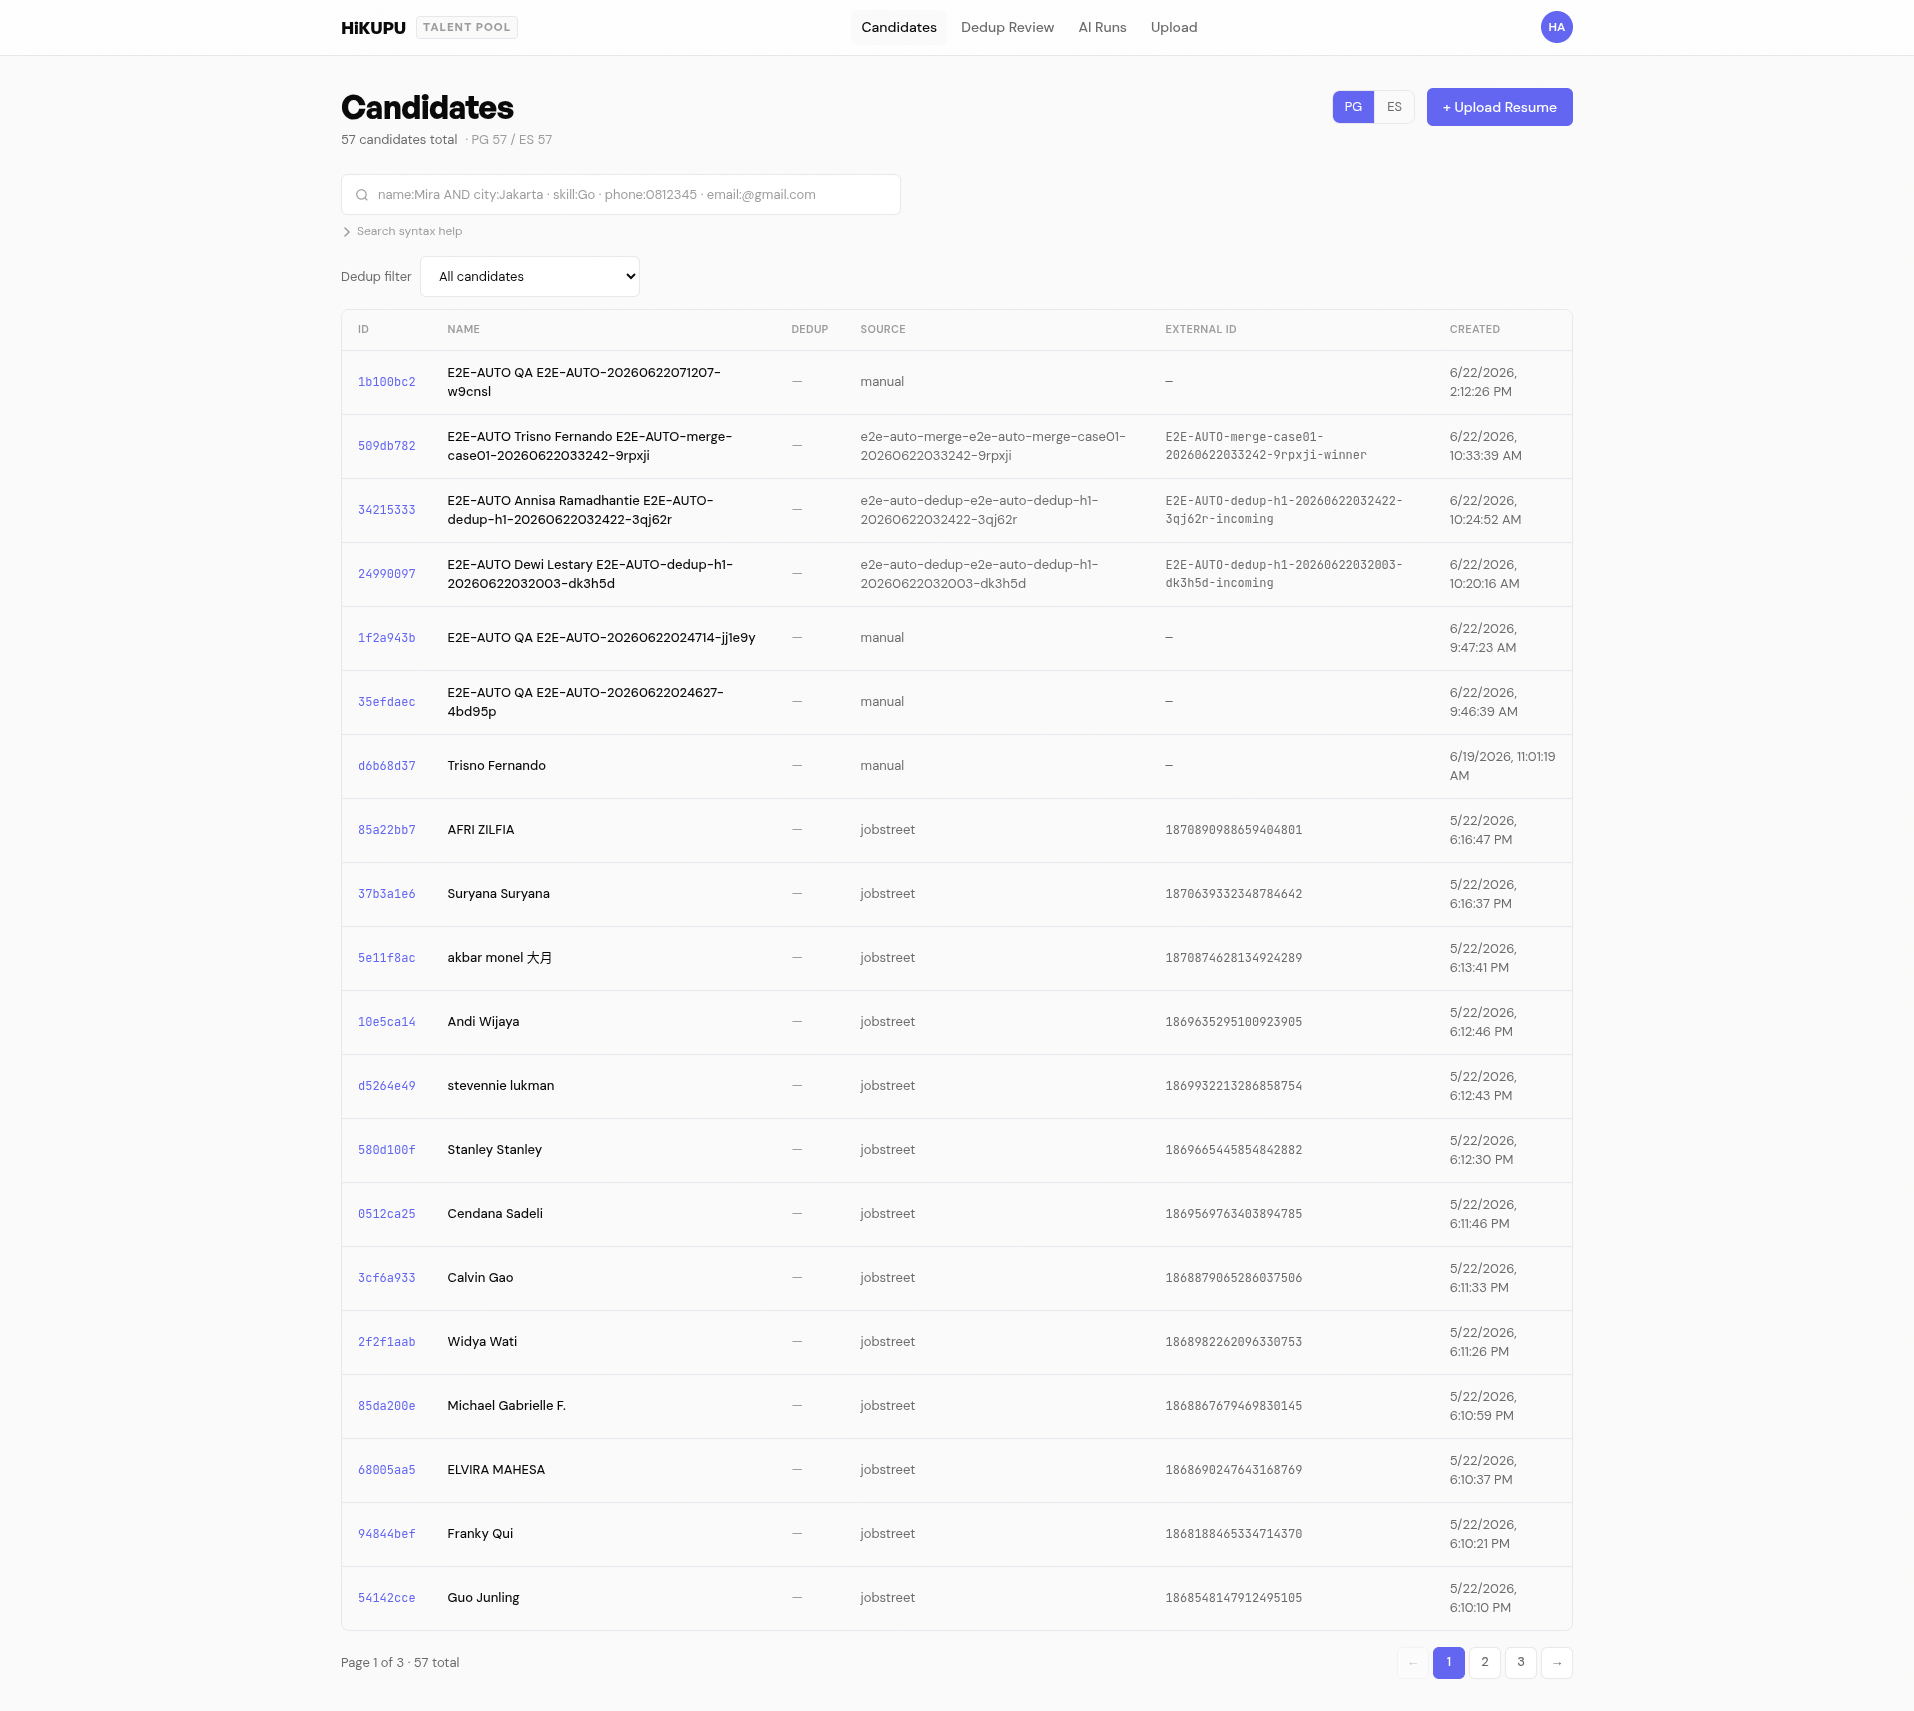 HiKUPU TALENT POOL Candidates Dedup Review AI Runs Upload HA
Candidates
57 candidates total · PG 57 / ES 57
PG ES + Upload Resume
name:Mira AND city:Jakarta · skill:Go · phone:0812345 · email:@gmail.com
Search syntax help
Dedup filter All candidates
ID NAME DEDUP SOURCE EXTERNAL ID CREATED
1b100bc2 E2E-AUTO QA E2E-AUTO-20260622071207- — manual — 6/22/2026,
w9cnsl 2:12:26 PM
509db782 E2E-AUTO Trisno Fernando E2E-AUTO-merge- — e2e-auto-merge-e2e-auto-merge-case01- E2E-AUTO-merge-case01- 6/22/2026,
case01-20260622033242-9rpxji 20260622033242-9rpxji 20260622033242-9rpxji-winner 10:33:39 AM
34215333 E2E-AUTO Annisa Ramadhantie E2E-AUTO- — e2e-auto-dedup-e2e-auto-dedup-h1- E2E-AUTO-dedup-h1-20260622032422- 6/22/2026,
dedup-h1-20260622032422-3qj62r 20260622032422-3qj62r 3qj62r-incoming 10:24:52 AM
24990097 E2E-AUTO Dewi Lestary E2E-AUTO-dedup-h1- — e2e-auto-dedup-e2e-auto-dedup-h1- E2E-AUTO-dedup-h1-20260622032003- 6/22/2026,
20260622032003-dk3h5d 20260622032003-dk3h5d dk3h5d-incoming 10:20:16 AM
1f2a943b E2E-AUTO QA E2E-AUTO-20260622024714-jj1e9y — manual — 6/22/2026,
9:47:23 AM
35efdaec E2E-AUTO QA E2E-AUTO-20260622024627- — manual — 6/22/2026,
4bd95p 9:46:39 AM
d6b68d37 Trisno Fernando — manual — 6/19/2026, 11:01:19
AM
85a22bb7 AFRI ZILFIA — jobstreet 1870890988659404801 5/22/2026,
6:16:47 PM
37b3a1e6 Suryana Suryana — jobstreet 1870639332348784642 5/22/2026,
6:16:37 PM
5e11f8ac akbar monel 大月 — jobstreet 1870874628134924289 5/22/2026,
6:13:41 PM
10e5ca14 Andi Wijaya — jobstreet 1869635295100923905 5/22/2026,
6:12:46 PM
d5264e49 stevennie lukman — jobstreet 1869932213286858754 5/22/2026,
6:12:43 PM
580d100f Stanley Stanley — jobstreet 1869665445854842882 5/22/2026,
6:12:30 PM
0512ca25 Cendana Sadeli — jobstreet 1869569763403894785 5/22/2026,
6:11:46 PM
3cf6a933 Calvin Gao — jobstreet 1868879065286037506 5/22/2026,
6:11:33 PM
2f2f1aab Widya Wati — jobstreet 1868982262096330753 5/22/2026,
6:11:26 PM
85da200e Michael Gabrielle F. — jobstreet 1868867679469830145 5/22/2026,
6:10:59 PM
68005aa5 ELVIRA MAHESA — jobstreet 1868690247643168769 5/22/2026,
6:10:37 PM
94844bef Franky Qui — jobstreet 1868188465334714370 5/22/2026,
6:10:21 PM
54142cce Guo Junling — jobstreet 1868548147912495105 5/22/2026,
6:10:10 PM
Page 1 of 3 · 57 total ← 1 2 3 →